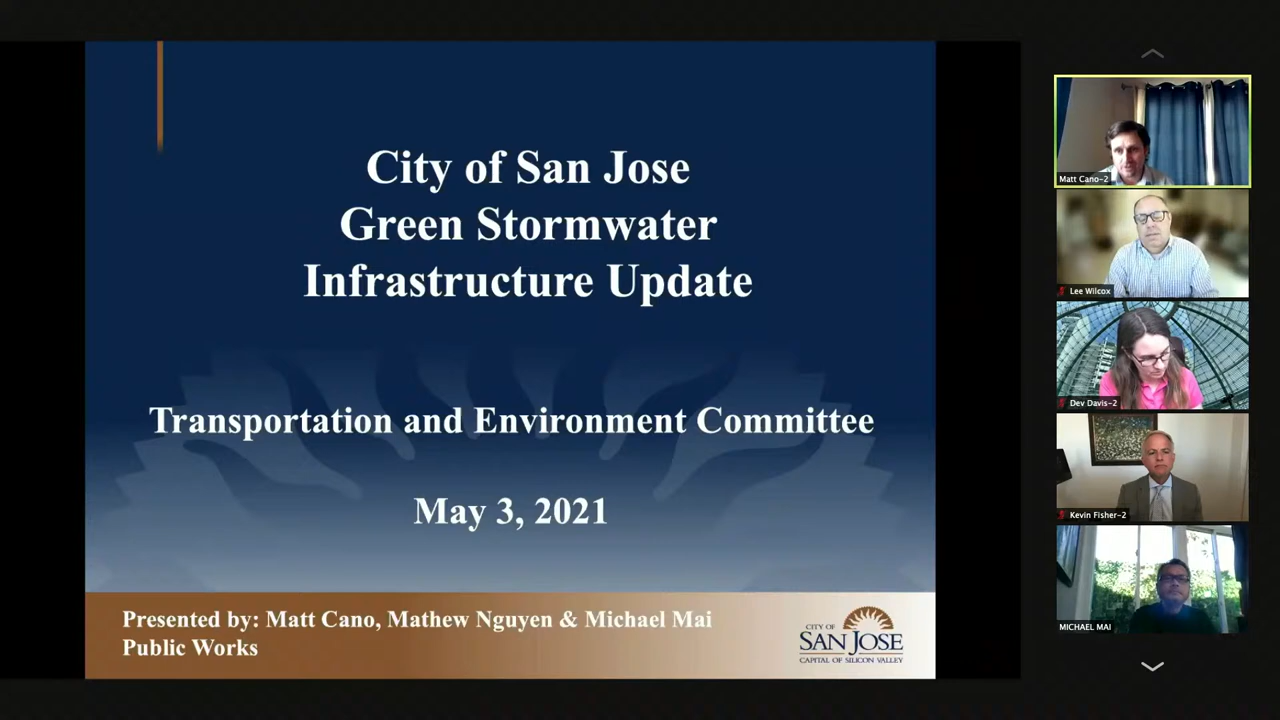 City of San Jose
Green Stormwater
Infrastructure Update
Transportation and Environment Committee
May 3, 2021
Presented by: Matt Cano, Mathew Nguyen & Michael Mai
Public Works
CITY OF
SAN JOSE
CAPITAL OF SILICON VALLEY
Matt Cano-2
Lee Wilcox
Dev Davis-2
Kevin Fisher-2
MICHAEL MAI